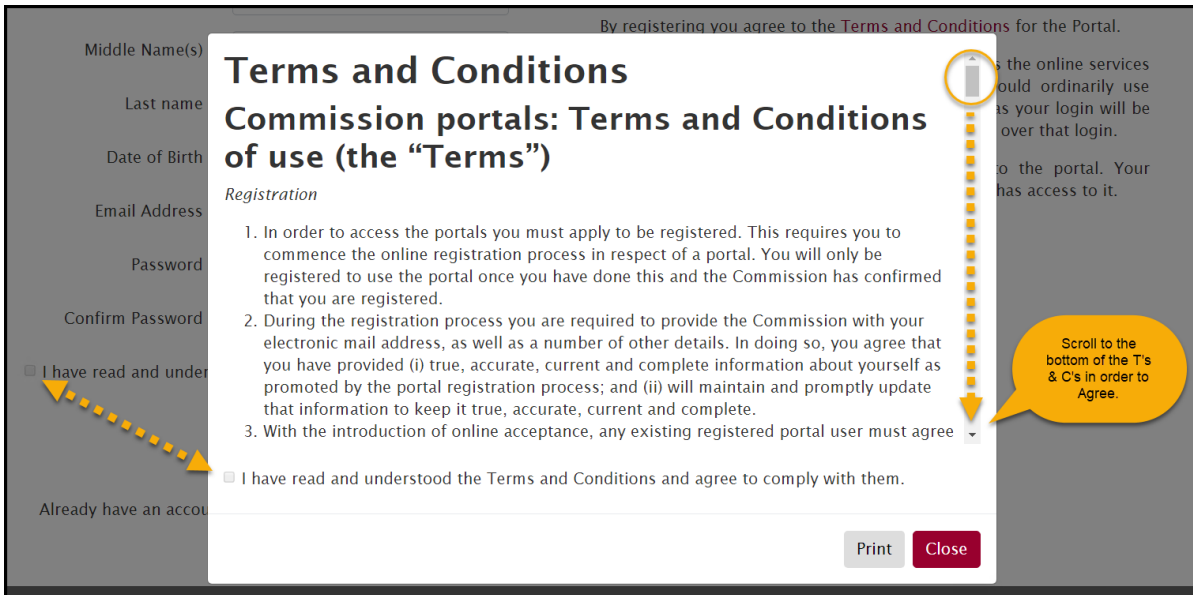 By registering you agree to the Terms and Conditions for the Portal.
Middle Name(s)
Last name
Date of Birth
Email Address
Password
Confirm Password
I have read and under
Already have an accou
s the online services
ould ordinarily use
as your login will be
over that login.
to the portal. Your
has access to it.
Terms and Conditions
Commission portals: Terms and Conditions
of use (the “Terms”)
Registration
1. In order to access the portals you must apply to be registered. This requires you to
commence the online registration process in respect of a portal. You will only be
registered to use the portal once you have done this and the Commission has confirmed
that you are registered.
2. During the registration process you are required to provide the Commission with your
electronic mail address, as well as a number of other details. In doing so, you agree that
you have provided (i) true, accurate, current and complete information about yourself as
promoted by the portal registration process; and (ii) will maintain and promptly update
that information to keep it true, accurate, current and complete.
3. With the introduction of online acceptance, any existing registered portal user must agree
I have read and understood the Terms and Conditions and agree to comply with them.
Print
Close
Scroll to the
bottom of the T's
& C's in order to
Agree.